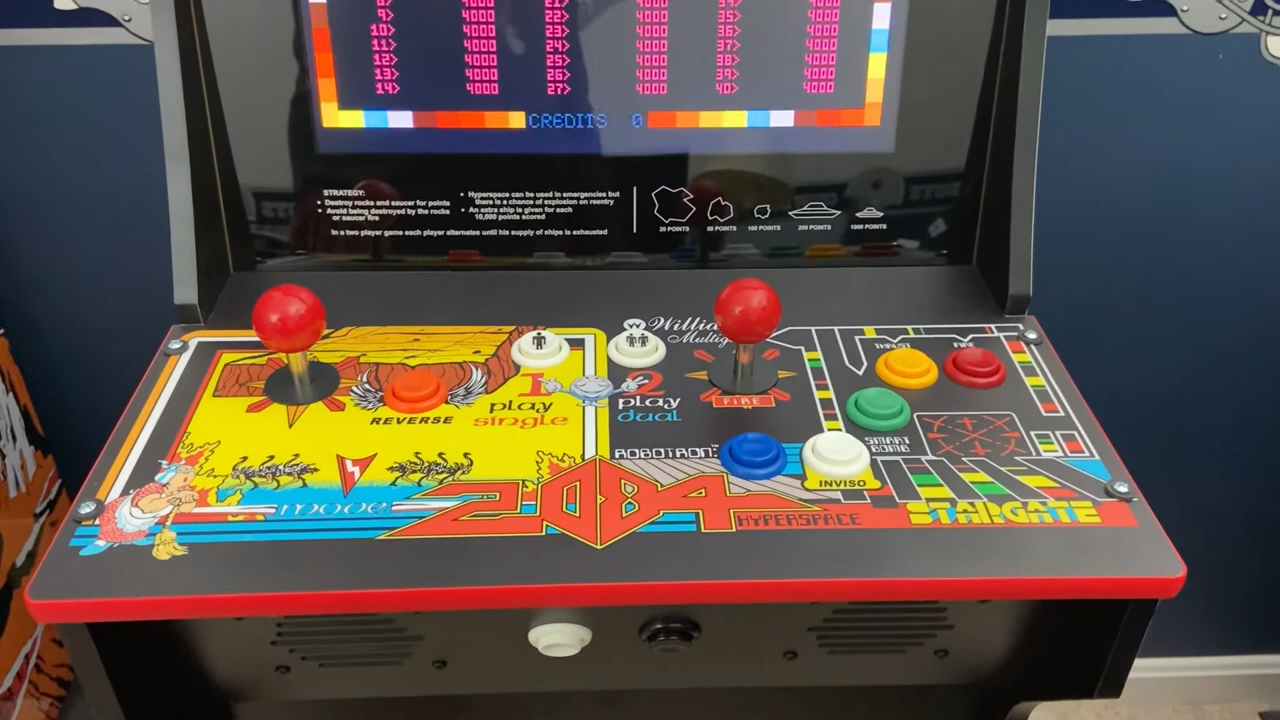 9> 4000 22> 4000 35> 4000
10> 4000 23> 4000 36> 4000
11> 4000 24> 4000 37> 4000
12> 4000 25> 4000 38> 4000
13> 4000 26> 4000 39> 4000
14> 4000 27> 4000 40> 4000
CREDITS 0
STRATEGY:
• Destroy rocks and saucer for points
• Avoid being destroyed by the rocks
or saucer fire
• Hyperspace can be used in emergencies but
there is a chance of explosion on reentry
• An extra ship is given for each
10,000 points scored
In a two player game each player alternates until his supply of ships is exhausted
20 POINTS 50 POINTS 100 POINTS 200 POINTS 1000 POINTS
THRUST FIRE
REVERSE
1
play
single
2
play
dual
FIRE
SMART
BOMB
ROBOTRON:™
INVISO
move
2084
HYPERSPACE
STARGATE